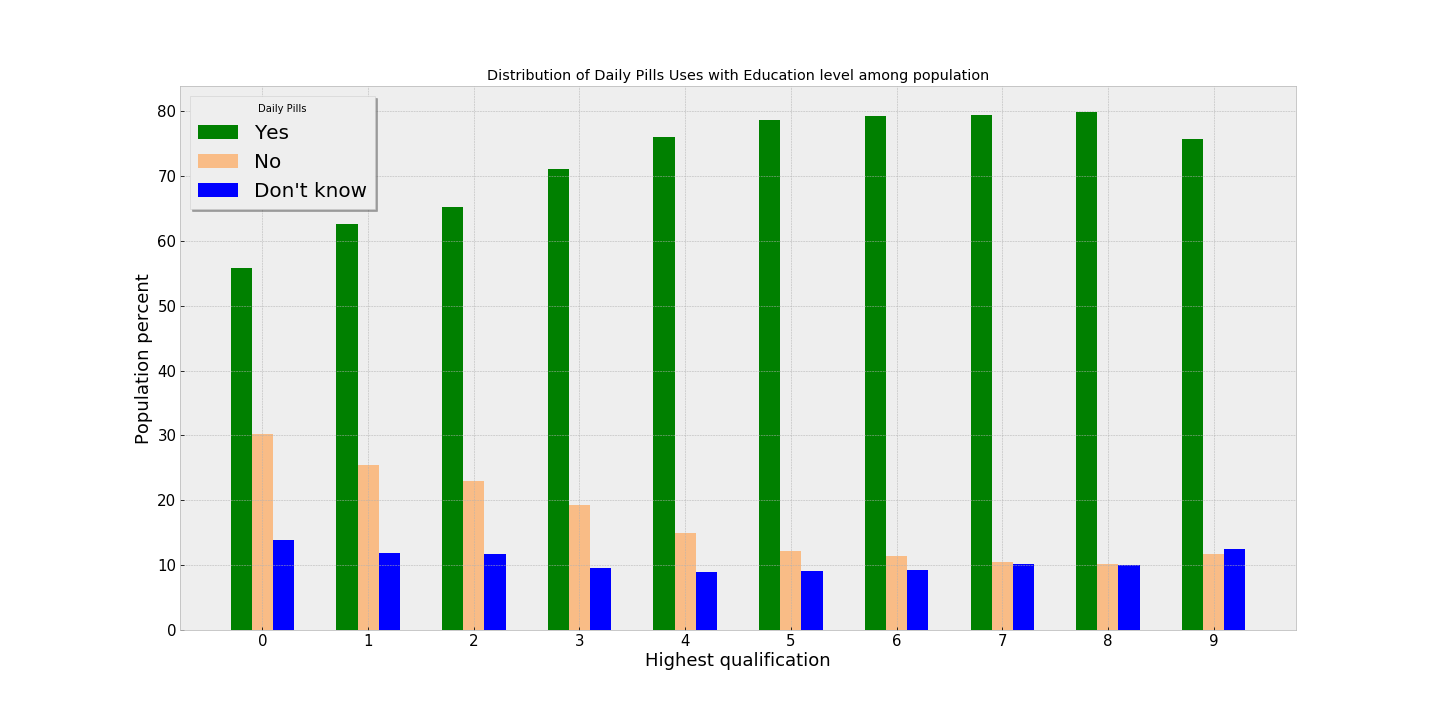 Distribution of Daily Pills Uses with Education level among population
Daily Pills
Yes
No
Don't know
Population percent
80
70
60
50
40
30
20
10
0
0 1 2 3 4 5 6 7 8 9
Highest qualification